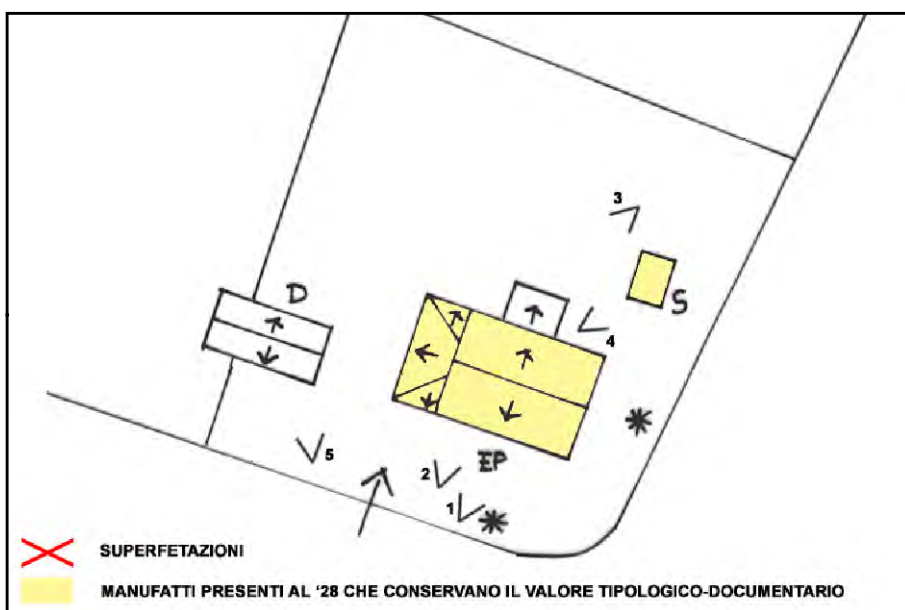 3
D
S
4
EP
5
2
1
SUPERFETAZIONI
MANUFATTI PRESENTI AL '28 CHE CONSERVANO IL VALORE TIPOLOGICO-DOCUMENTARIO